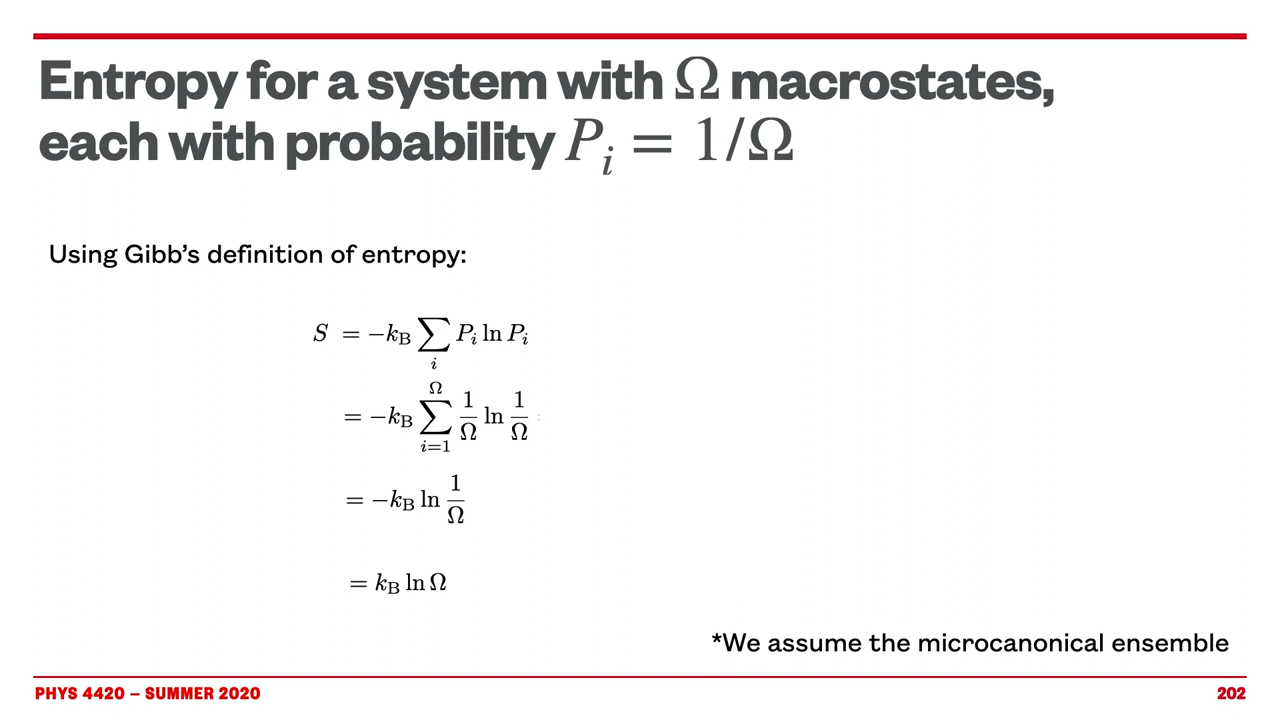 Entropy for a system with Ω macrostates,
each with probability P_i = 1/Ω
Using Gibb's definition of entropy:
S = −k_B ∑_i P_i ln P_i
= −k_B ∑_{i=1}^{Ω} 1/Ω ln 1/Ω
= −k_B ln 1/Ω
= k_B ln Ω
*We assume the microcanonical ensemble
PHYS 4420 – SUMMER 2020
202